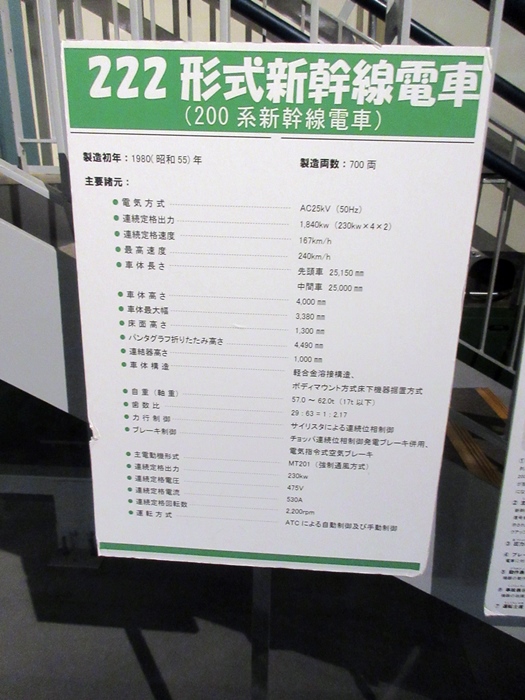 222 形式新幹線電車
(200 系新幹線電車)
製造初年：1980(昭和 55) 年 製造両数：700 両
主要諸元：
電気方式 AC25kV (50Hz)
連続定格出力 1,840kw (230kw×4×2)
連続定格速度 167km/h
最高速度 240km/h
車体長さ 先頭車 25,150 ㎜
中間車 25,000 ㎜
車体高さ 4,000 ㎜
車体最大幅 3,380 ㎜
床面高さ 1,300 ㎜
パンタグラフ折りたたみ高さ 4,490 ㎜
連結器高さ 1,000 ㎜
車体構造 軽合金溶接構造、
ボディマウント方式床下機器据置方式
自重 (軸重) 57.0 ～ 62.0t (17t 以下)
歯数比 29：63＝1：2.17
力行制御 サイリスタによる連続位相制御
ブレーキ制御 チョッパ連続位相制御発電ブレーキ併用、
電気指令式空気ブレーキ
主電動機形式 MT201 (強制通風方式)
連続定格出力 230kw
連続定格電圧 475V
連続定格電流 530A
連続定格回転数 2,200rpm
運転方式 ATC による自動制御及び手動制御